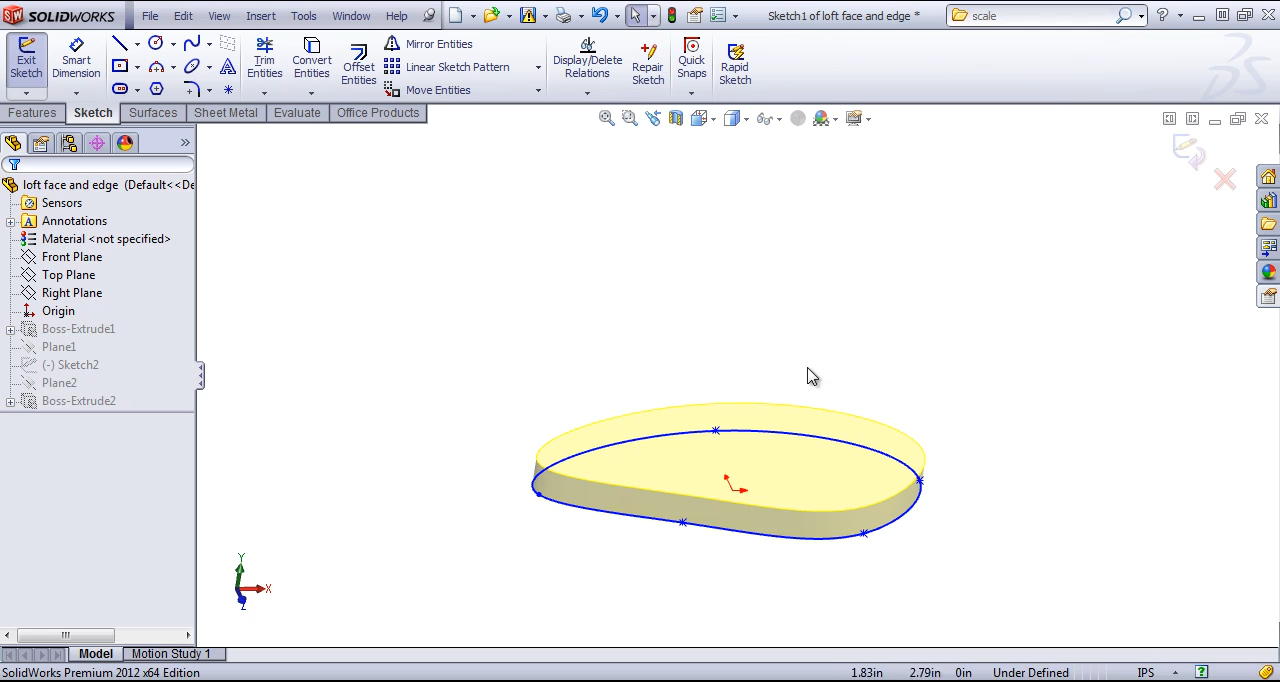 SOLIDWORKS File Edit View Insert Tools Window Help Sketch1 of loft face and edge * scale
Exit Sketch
Smart Dimension
Trim Entities
Convert Entities
Offset Entities
Mirror Entities
Linear Sketch Pattern
Move Entities
Display/Delete Relations
Repair Sketch
Quick Snaps
Rapid Sketch
Features Sketch Surfaces Sheet Metal Evaluate Office Products
loft face and edge (Default<<De
Sensors
Annotations
Material <not specified>
Front Plane
Top Plane
Right Plane
Origin
Boss-Extrude1
Plane1
(-) Sketch2
Plane2
Boss-Extrude2
Y
X
Z
Model Motion Study 1
SolidWorks Premium 2012 x64 Edition 1.83in 2.79in 0in Under Defined IPS